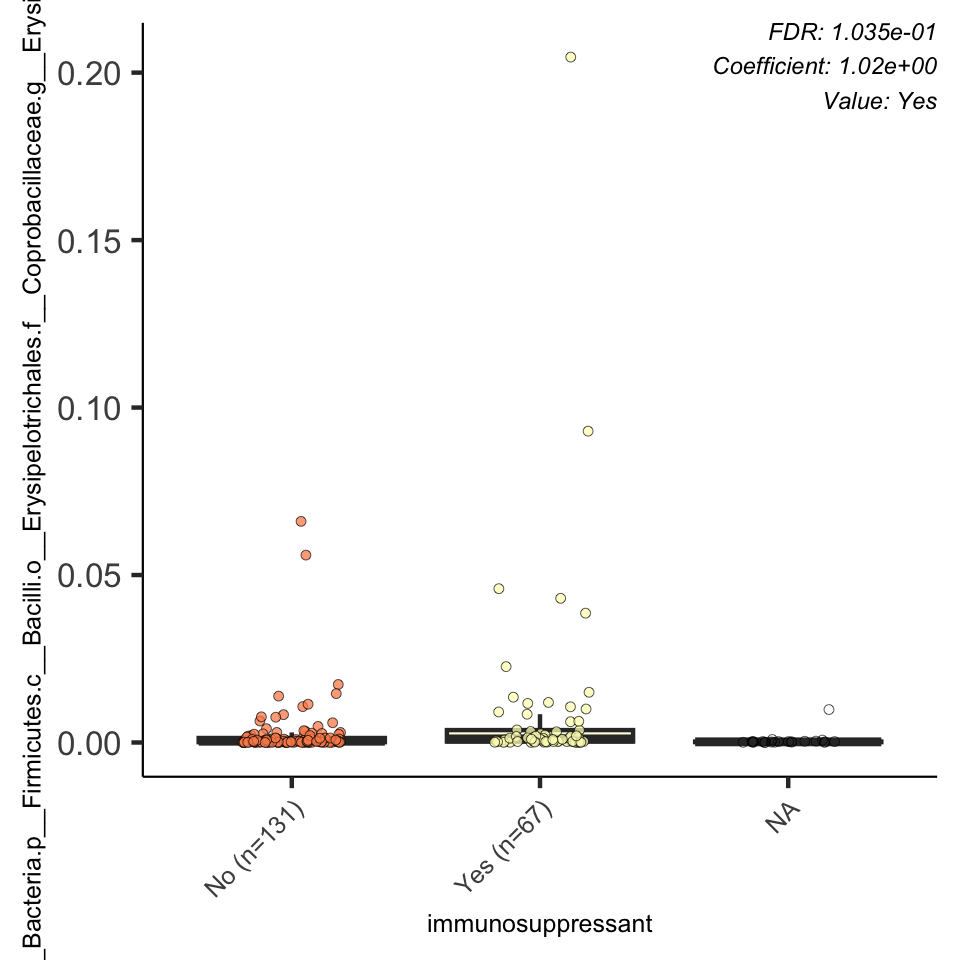 _Bacteria.p__Firmicutes.c__Bacilli.o__Erysipelotrichales.f__Coprobacillaceae.g__Erysi
FDR: 1.035e-01
Coefficient: 1.02e+00
Value: Yes
0.20
0.15
0.10
0.05
0.00
No (n=131)
Yes (n=67)
NA
immunosuppressant